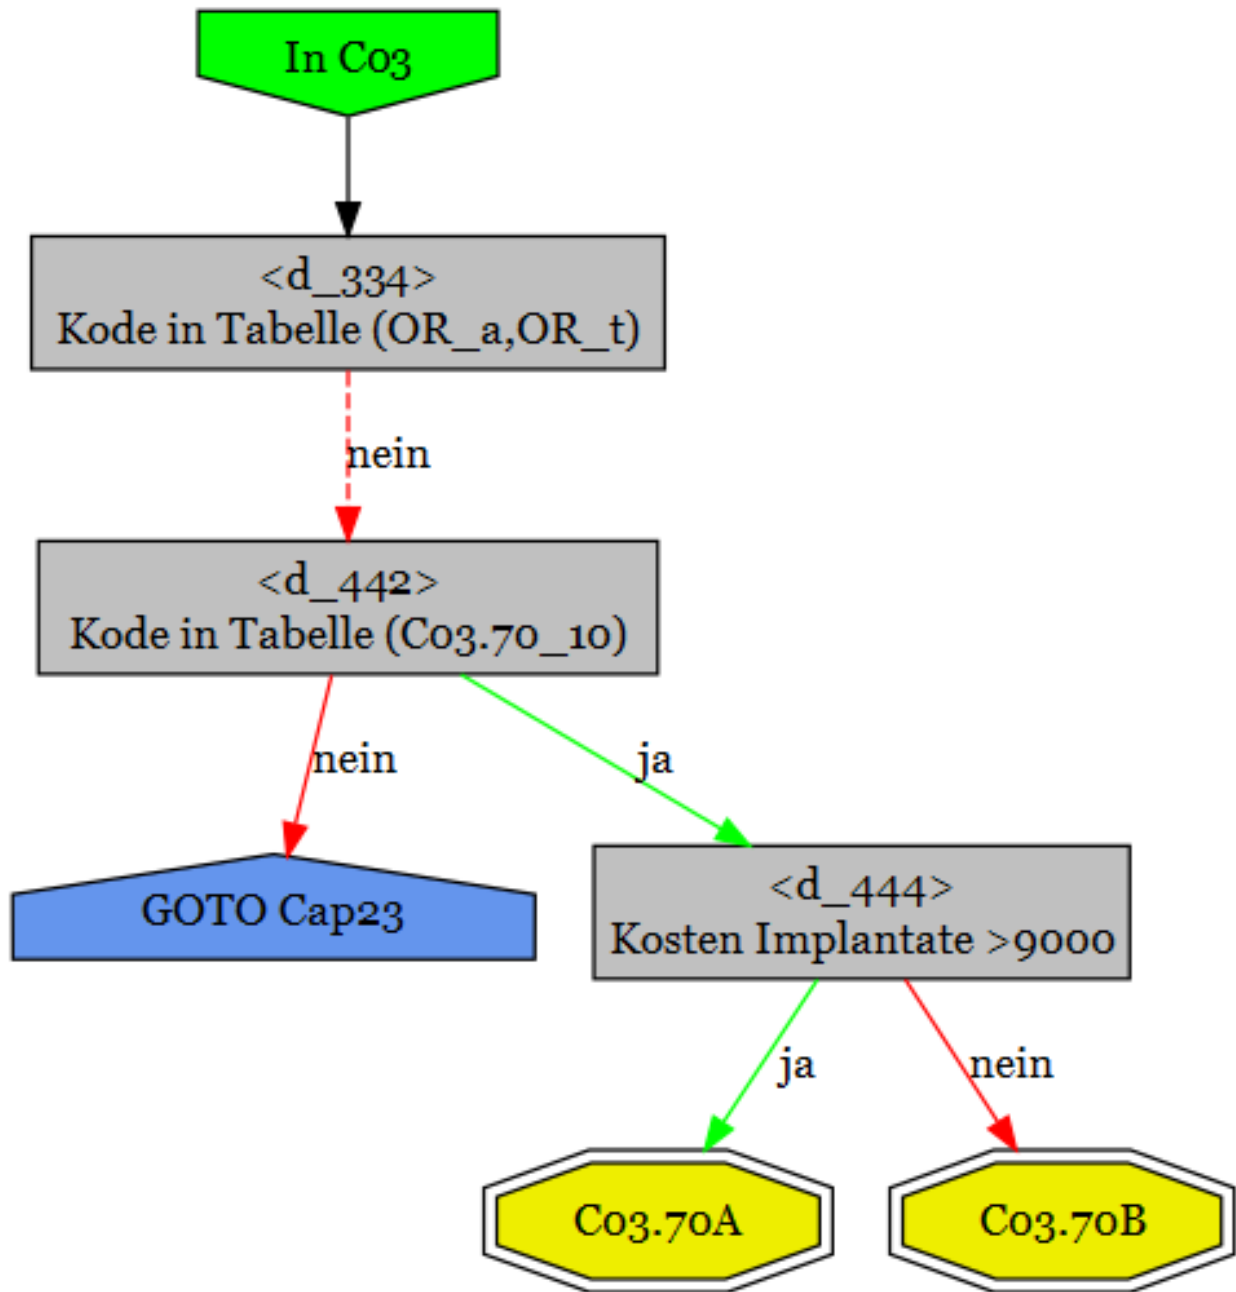 In C03
<d_334>
Kode in Tabelle (OR_a,OR_t)
nein
<d_442>
Kode in Tabelle (C03.70_10)
nein
ja
GOTO Cap23
<d_444>
Kosten Implantate >9000
ja
nein
C03.70A
C03.70B